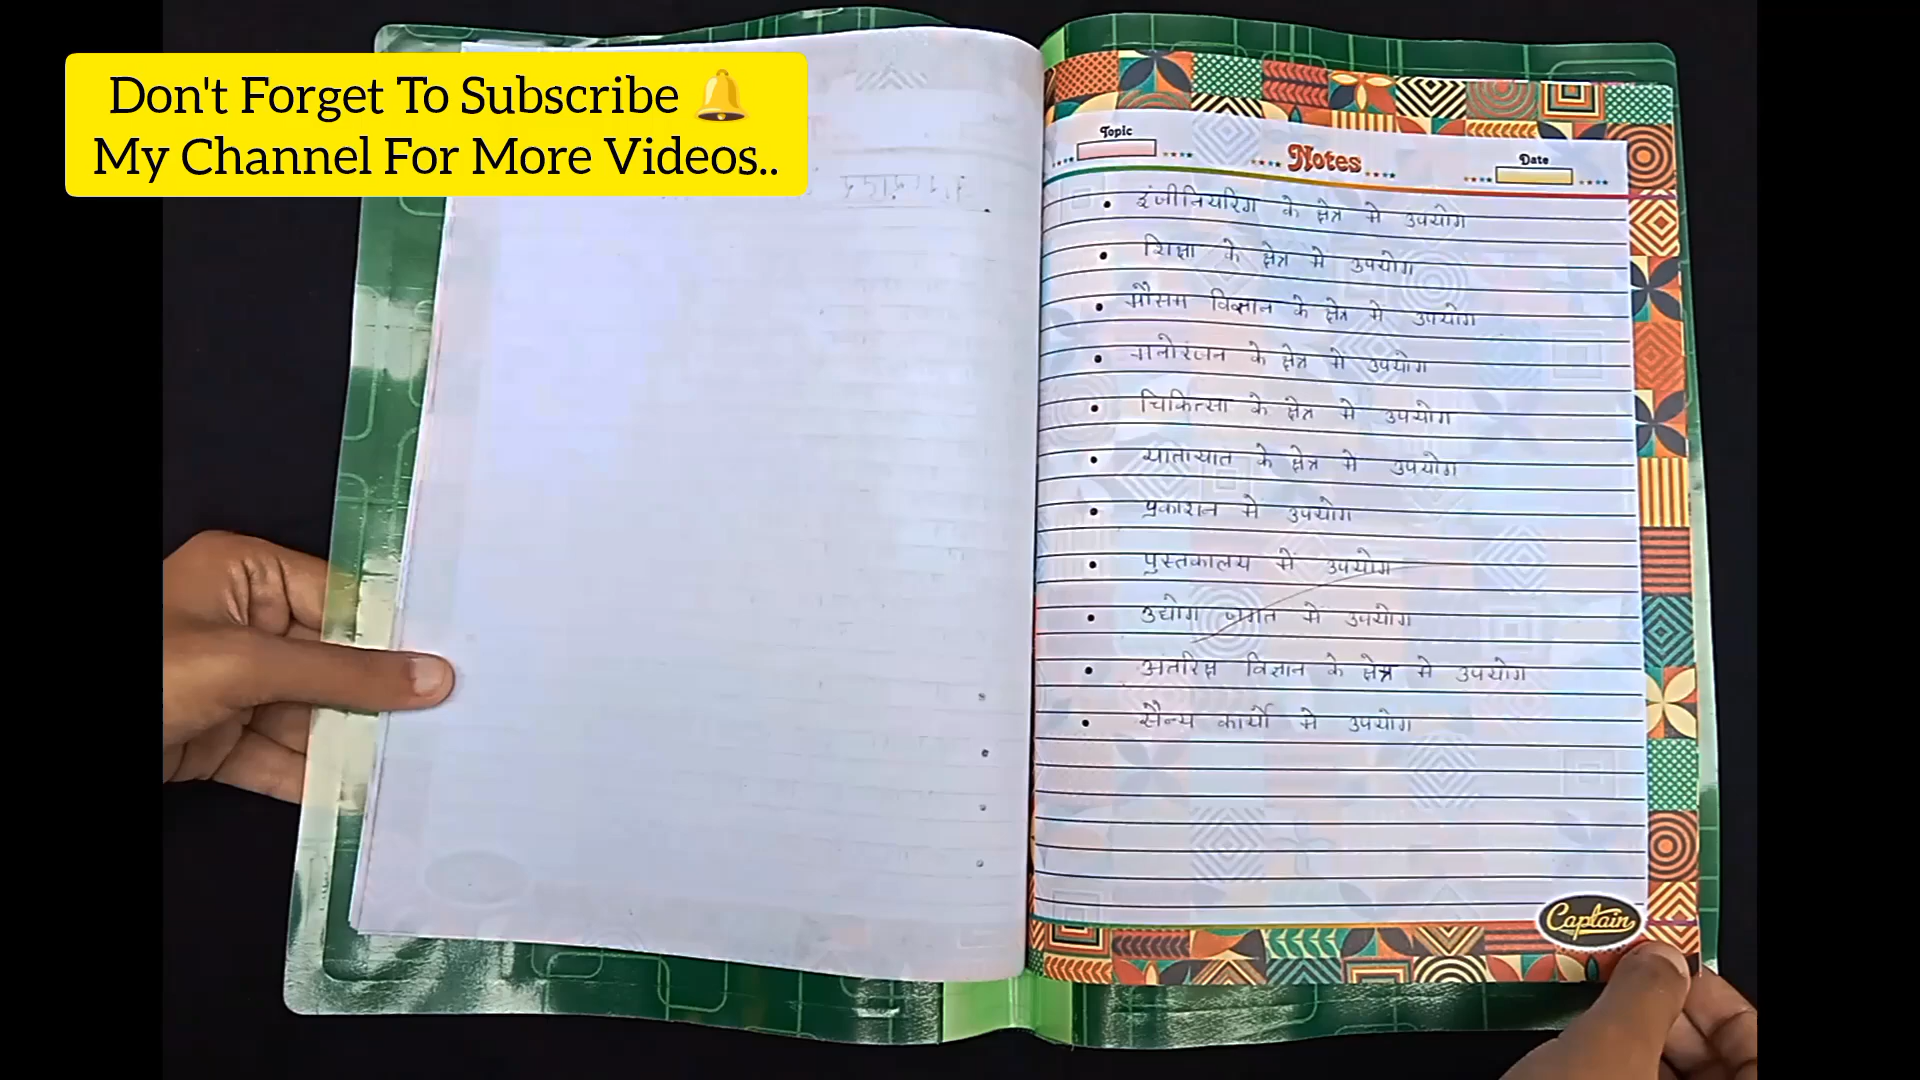 Don't Forget To Subscribe 🔔
My Channel For More Videos..
Topic
Notes
Date
• इंजीनियरिंग के क्षेत्र मे उपयोग
• शिक्षा के क्षेत्र मे उपयोग
• मौसम विज्ञान के क्षेत्र मे उपयोग
• मनोरंजन के क्षेत्र मे उपयोग
• चिकित्सा के क्षेत्र मे उपयोग
• यातायात के क्षेत्र मे उपयोग
• प्रकाशन मे उपयोग
• पुस्तकालय में उपयोग
• उद्योग जगत मे उपयोग
• अंतरिक्ष विज्ञान के क्षेत्र मे उपयोग
• सैन्य कार्यो मे उपयोग
Captain